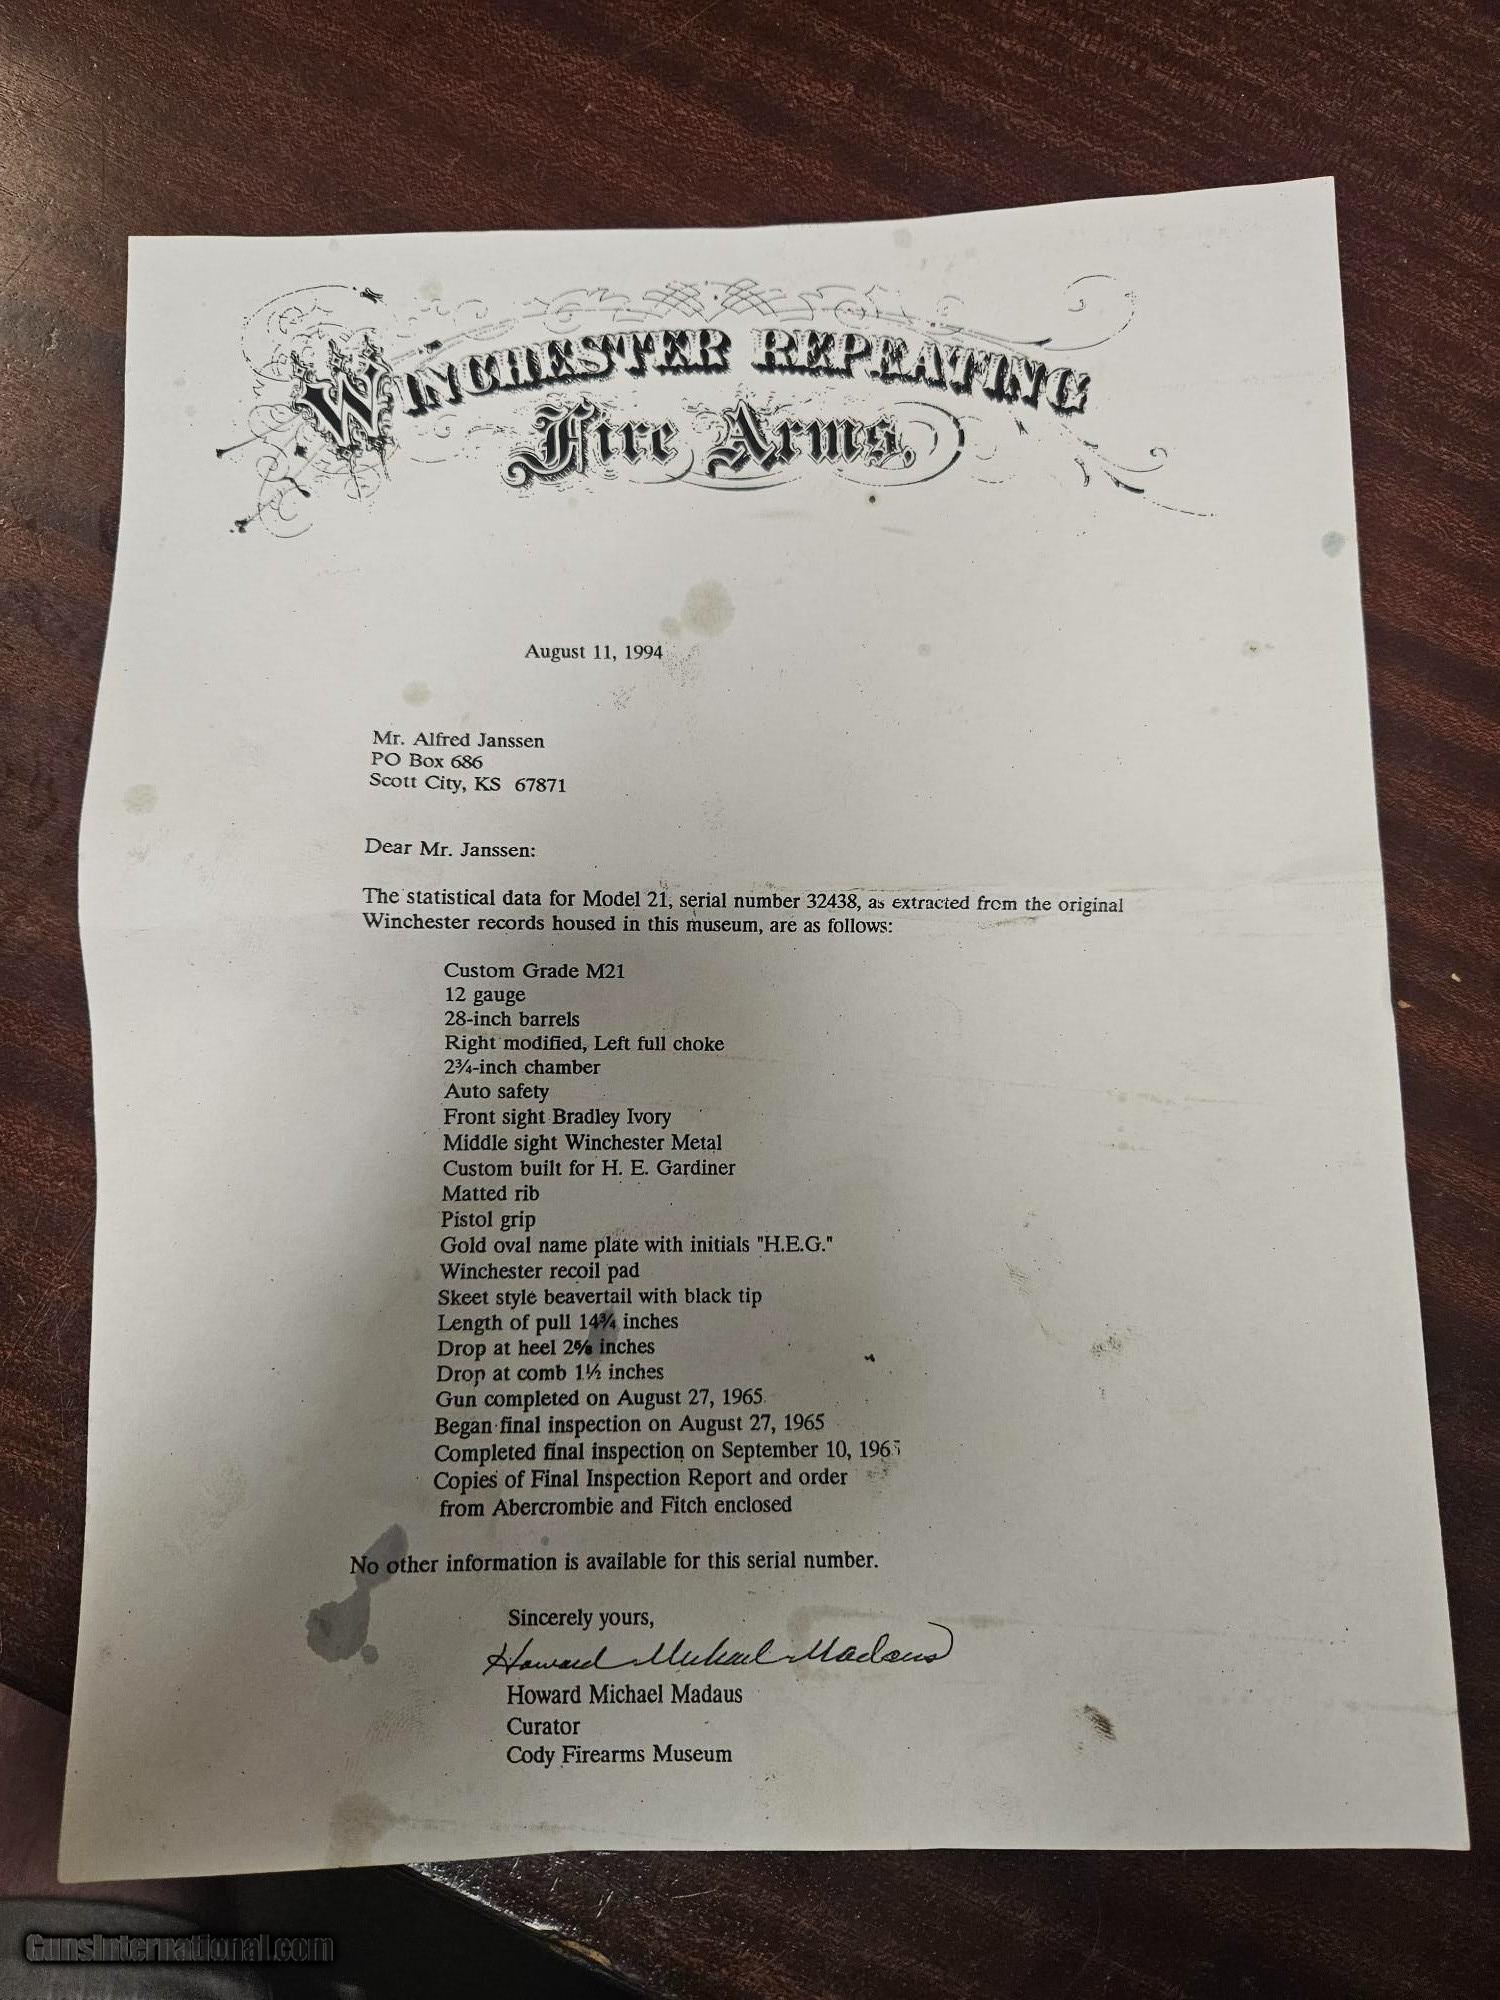 WINCHESTER REPEATING
Fire Arms.
August 11, 1994
Mr. Alfred Janssen
PO Box 686
Scott City, KS 67871
Dear Mr. Janssen:
The statistical data for Model 21, serial number 32438, as extracted from the original
Winchester records housed in this museum, are as follows:
Custom Grade M21
12 gauge
28-inch barrels
Right modified, Left full choke
2¾-inch chamber
Auto safety
Front sight Bradley Ivory
Middle sight Winchester Metal
Custom built for H. E. Gardiner
Matted rib
Pistol grip
Gold oval name plate with initials "H.E.G."
Winchester recoil pad
Skeet style beavertail with black tip
Length of pull 14¾ inches
Drop at heel inches
Drop at comb 1½ inches
Gun completed on August 27, 1965
Began final inspection on August 27, 1965
Completed final inspection on September 10, 1965
Copies of Final Inspection Report and order
from Abercrombie and Fitch enclosed
No other information is available for this serial number.
Sincerely yours,
Howard Michael Madaus
Howard Michael Madaus
Curator
Cody Firearms Museum
GunsInternational.com